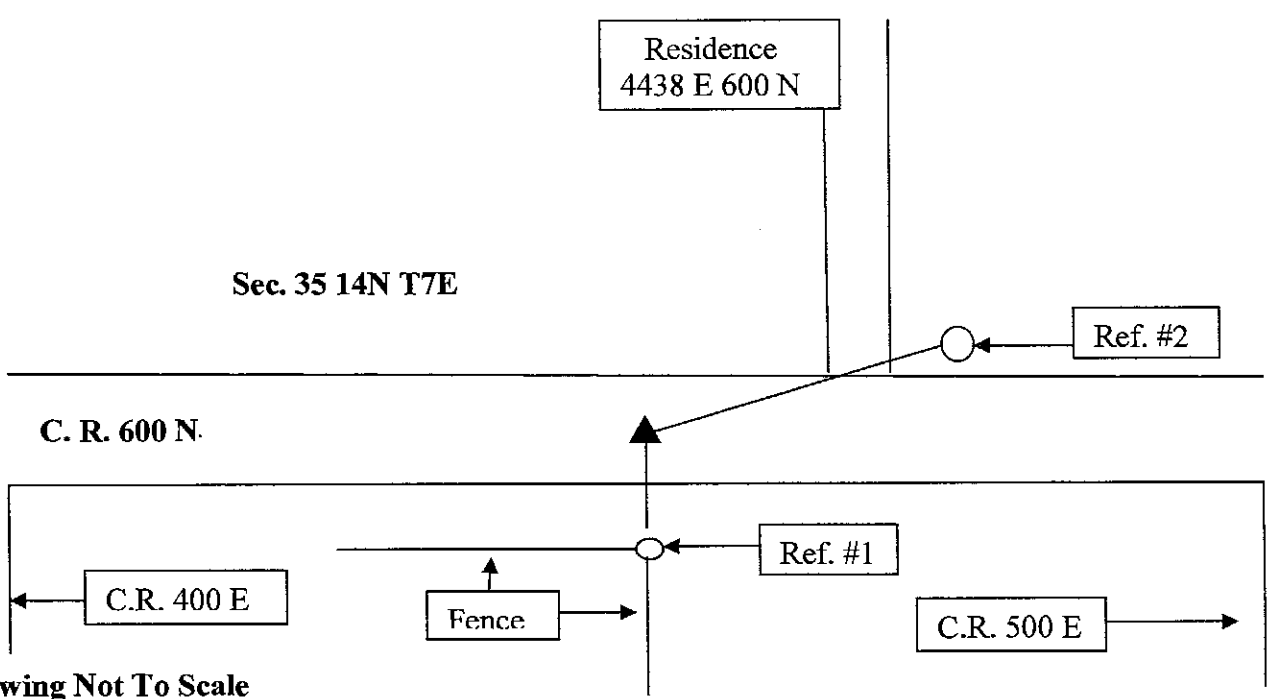 Residence
4438 E 600 N
Sec. 35 14N T7E
Ref. #2
C. R. 600 N.
Ref. #1
C.R. 400 E
Fence
C.R. 500 E
wing Not To Scale